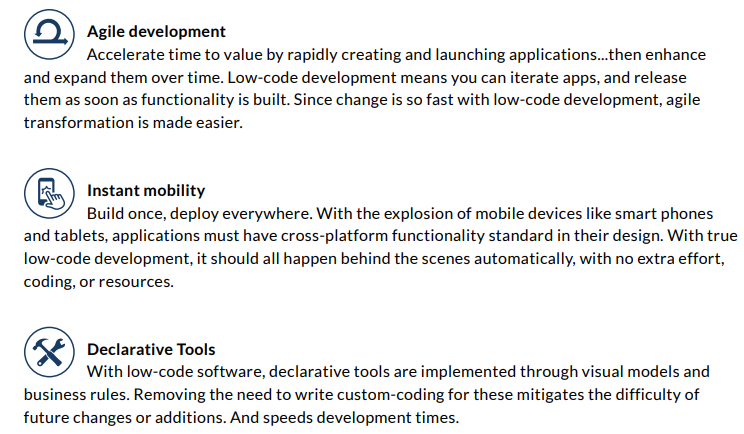 Agile development
Accelerate time to value by rapidly creating and launching applications...then enhance
and expand them over time. Low-code development means you can iterate apps, and release
them as soon as functionality is built. Since change is so fast with low-code development, agile
transformation is made easier.
Instant mobility
Build once, deploy everywhere. With the explosion of mobile devices like smart phones
and tablets, applications must have cross-platform functionality standard in their design. With true
low-code development, it should all happen behind the scenes automatically, with no extra effort,
coding, or resources.
Declarative Tools
With low-code software, declarative tools are implemented through visual models and
business rules. Removing the need to write custom-coding for these mitigates the difficulty of
future changes or additions. And speeds development times.